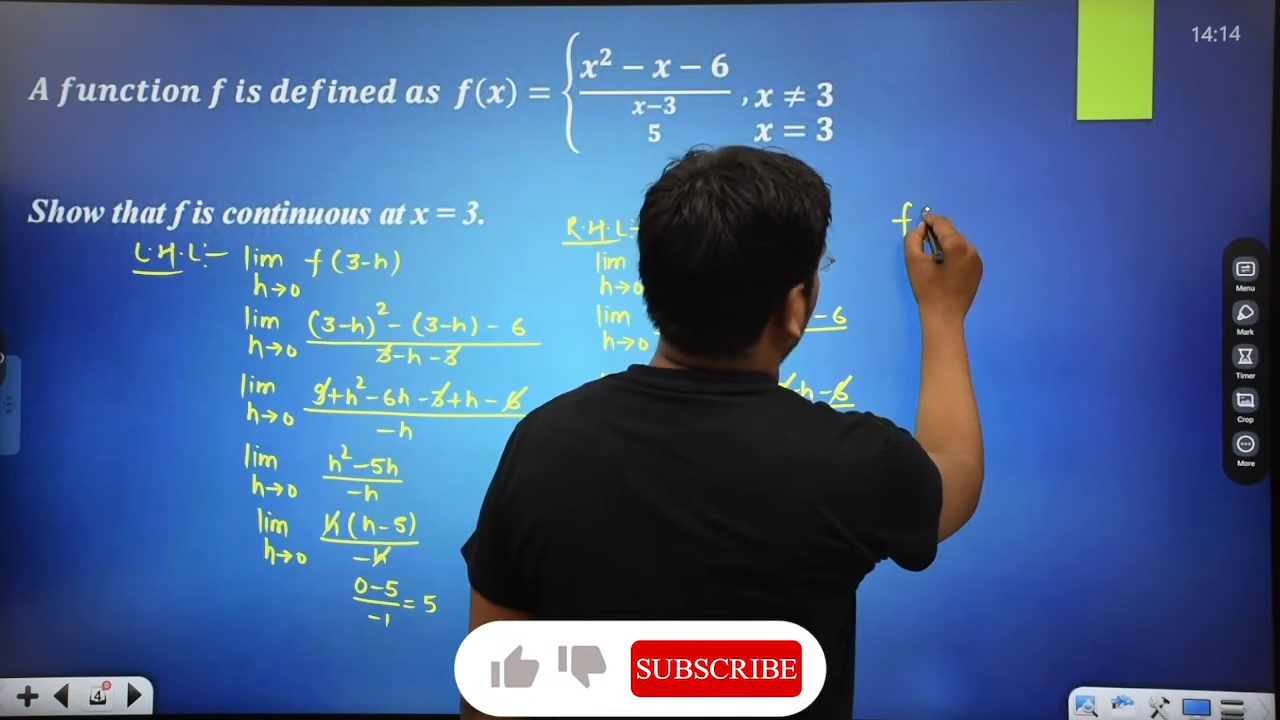 14:14
A function f is defined as f(x) = { x² − x − 6 / x−3 , x ≠ 3
5 x = 3
Show that f is continuous at x = 3.
L.H.L:-
lim f(3-h)
h→0
lim (3-h)² - (3-h) - 6
h→0 3-h-3
lim 9+h²-6h-3+h-6
h→0 -h
lim h²-5h
h→0 -h
lim h(h-5)
h→0 -h
0-5 / -1 = 5
R.H.L:-
lim
h→0
lim -6
h→0
h-6
f
Menu
Mark
Timer
Crop
More
4
SUBSCRIBE